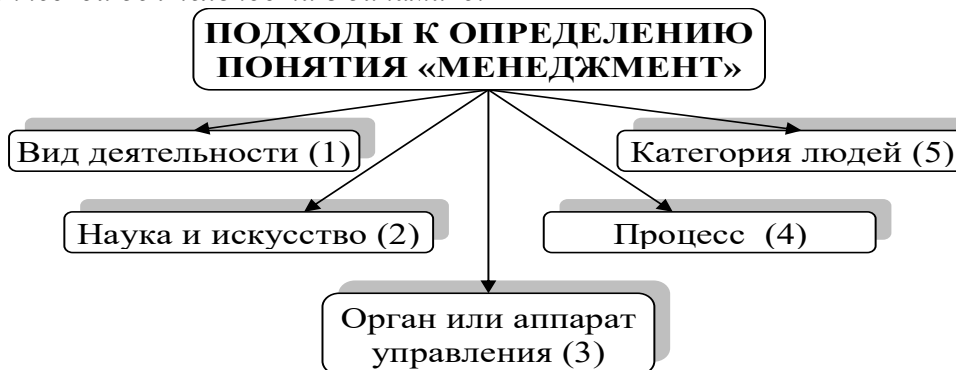 ПОДХОДЫ К ОПРЕДЕЛЕНИЮ
ПОНЯТИЯ «МЕНЕДЖМЕНТ»
Вид деятельности (1)
Категория людей (5)
Наука и искусство (2)
Процесс (4)
Орган или аппарат
управления (3)